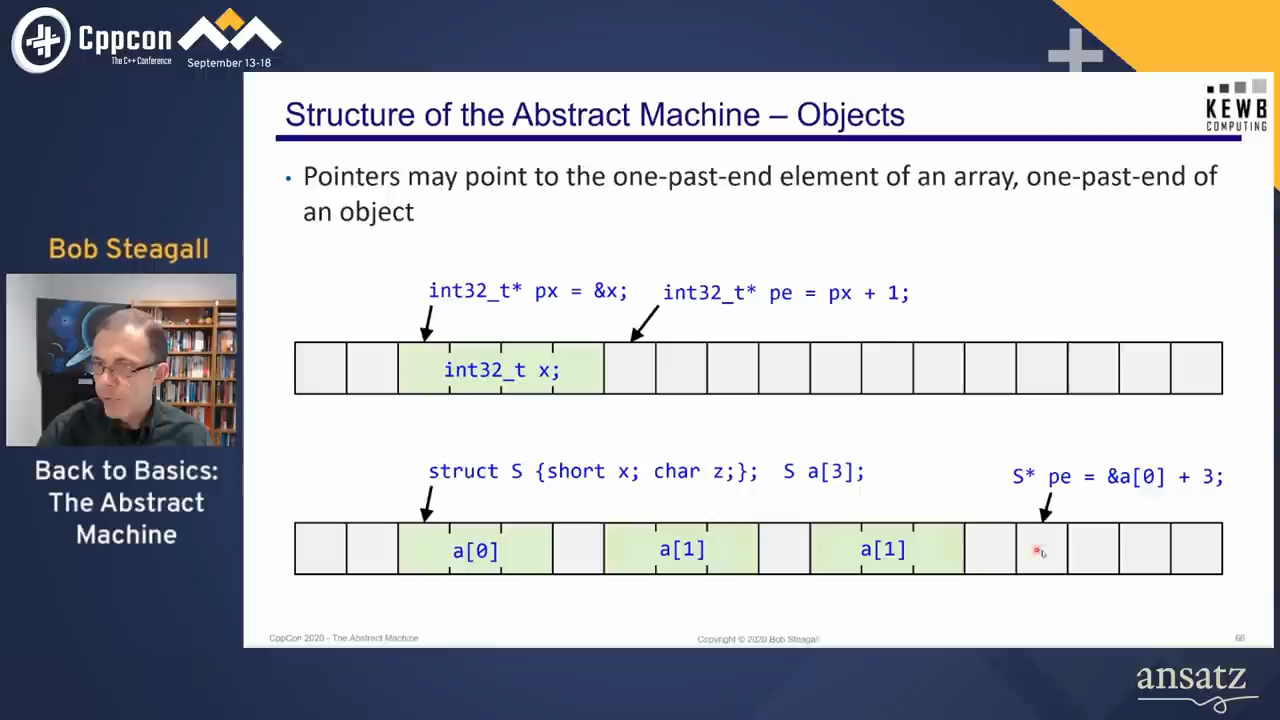 Cppcon
The C++ Conference
September 13-18
Structure of the Abstract Machine – Objects
KEWB
COMPUTING
• Pointers may point to the one-past-end element of an array, one-past-end of
an object
Bob Steagall
int32_t* px = &x;
int32_t* pe = px + 1;
int32_t x;
Back to Basics:
The Abstract
Machine
struct S {short x; char z;}; S a[3];
S* pe = &a[0] + 3;
a[0]
a[1]
a[1]
CppCon 2020 - The Abstract Machine
Copyright © 2020 Bob Steagall
66
ansatz